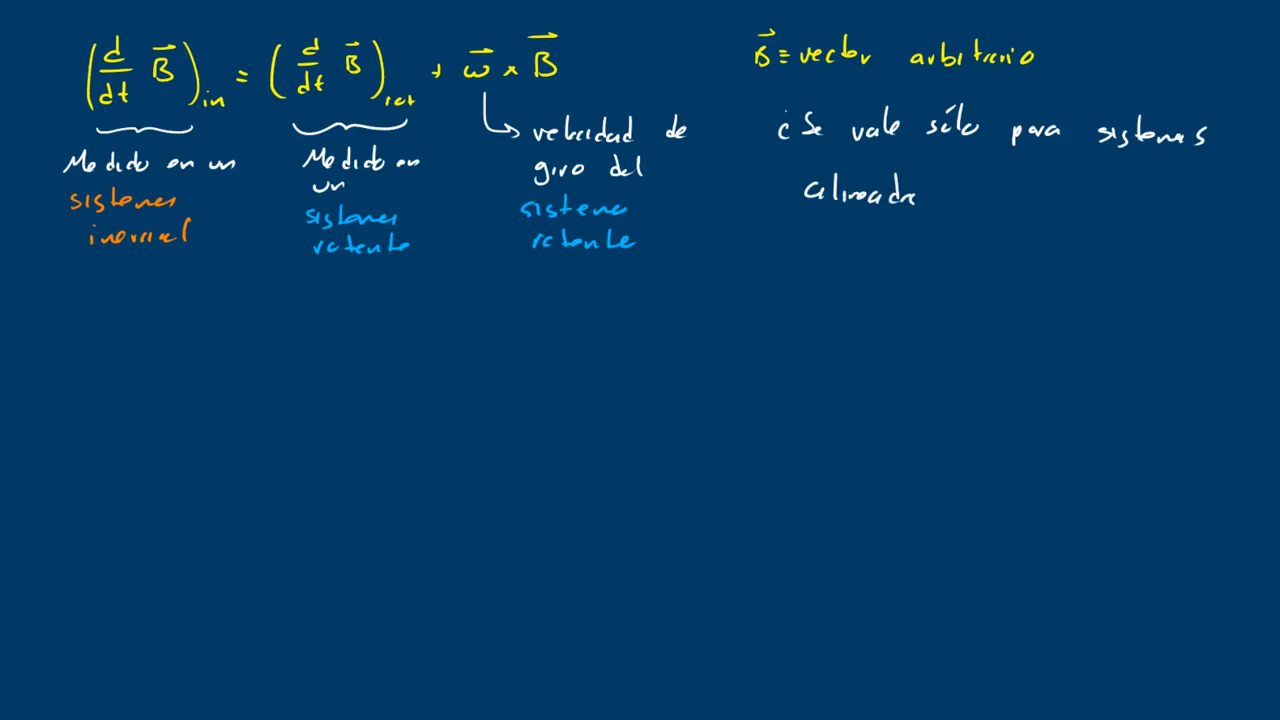 (d/dt B⃗)in = (d/dt B⃗)rot + ω⃗ × B⃗
Medido en un
sistema
inercial
Medido en
un
sistema
rotante
velocidad de
giro del
sistema
rotante
B⃗ ≡ vector arbitrario
¿Se vale sólo para sistemas
alineado